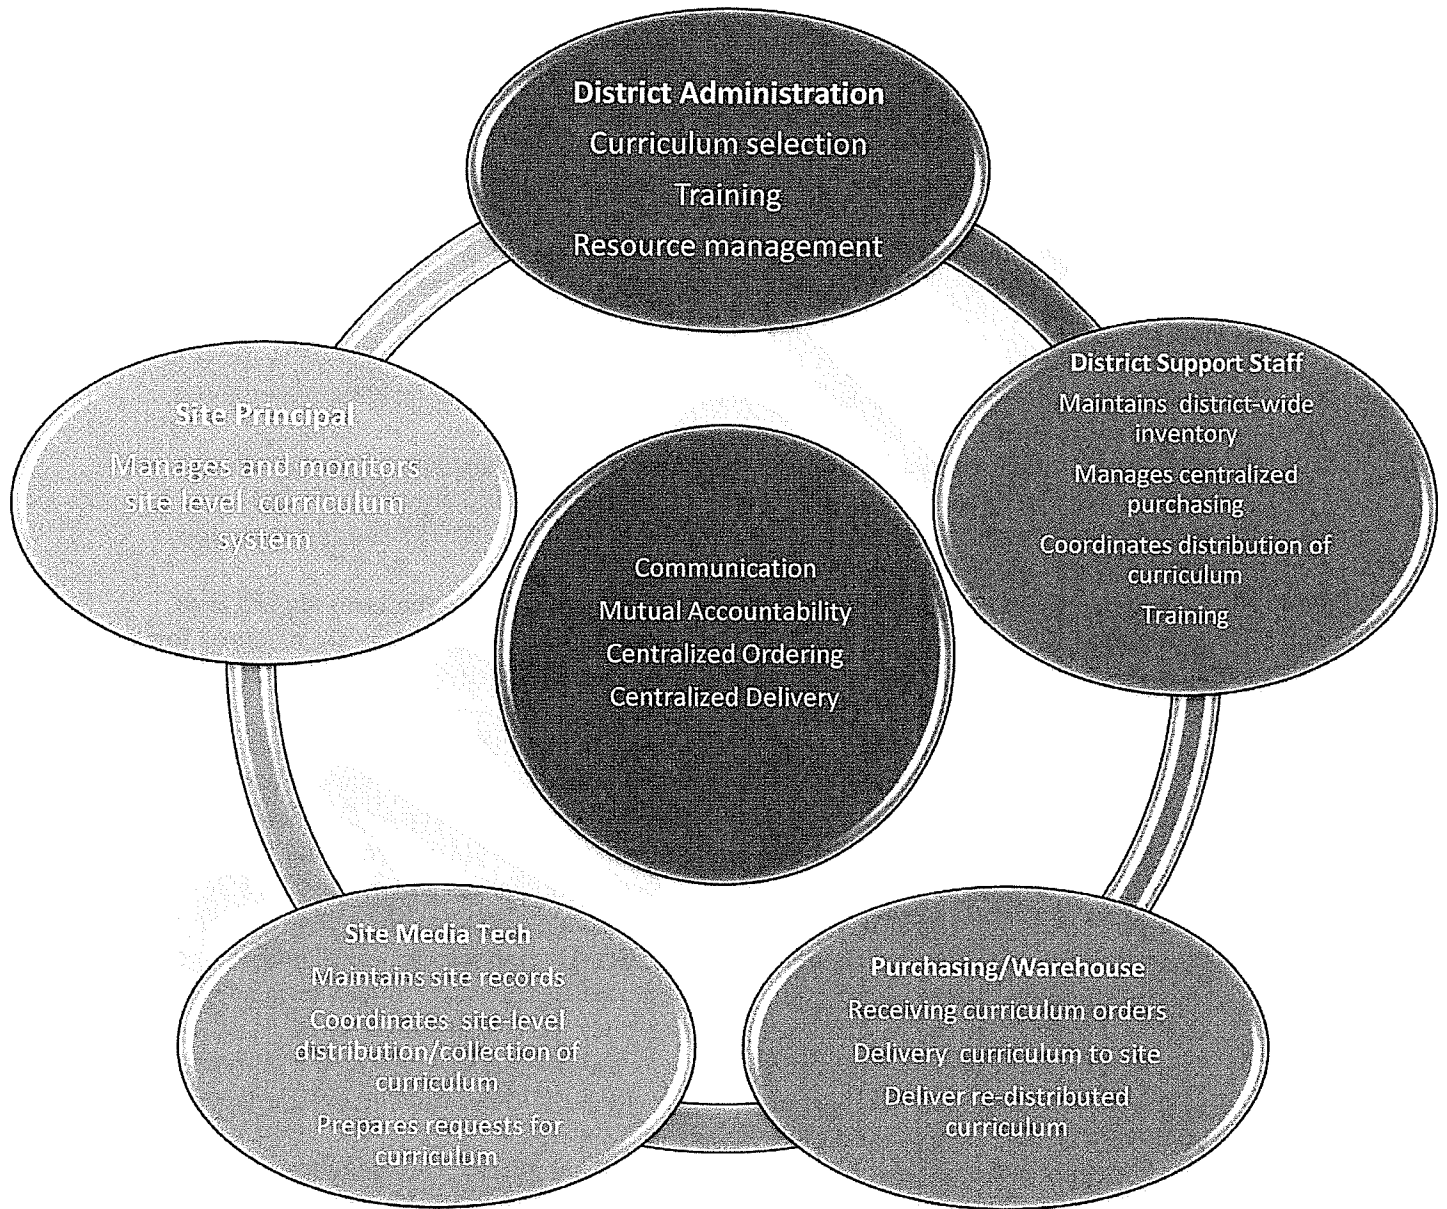 District Administration
Curriculum selection
Training
Resource management
District Support Staff
Maintains district-wide
inventory
Manages centralized
purchasing
Coordinates distribution of
curriculum
Training
Site Principal
Manages and monitors
site level curriculum
system
Communication
Mutual Accountability
Centralized Ordering
Centralized Delivery
Site Media Tech
Maintains site records
Coordinates site-level
distribution/collection of
curriculum
Prepares requests for
curriculum
Purchasing/Warehouse
Receiving curriculum orders
Delivery curriculum to site
Deliver re-distributed
curriculum